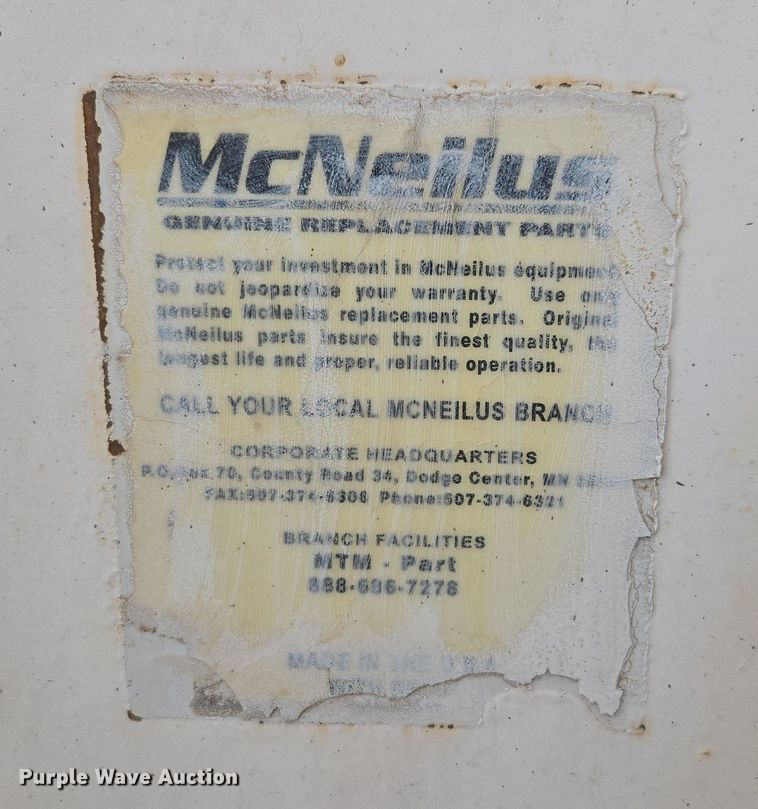 McNeilus
GENUINE REPLACEMENT PARTS
Protect your investment in McNeilus equipment.
Do not jeopardize your warranty. Use only
genuine McNeilus replacement parts. Original
McNeilus parts insure the finest quality, the
longest life and proper, reliable operation.
CALL YOUR LOCAL MCNEILUS BRANCH
CORPORATE HEADQUARTERS
P.O. Box 70, County Road 34, Dodge Center, MN
FAX:507-374-6306 Phone:507-374-6321
BRANCH FACILITIES
MTM - Part
888-686-7278
MADE IN THE U.S.A.
Purple Wave Auction